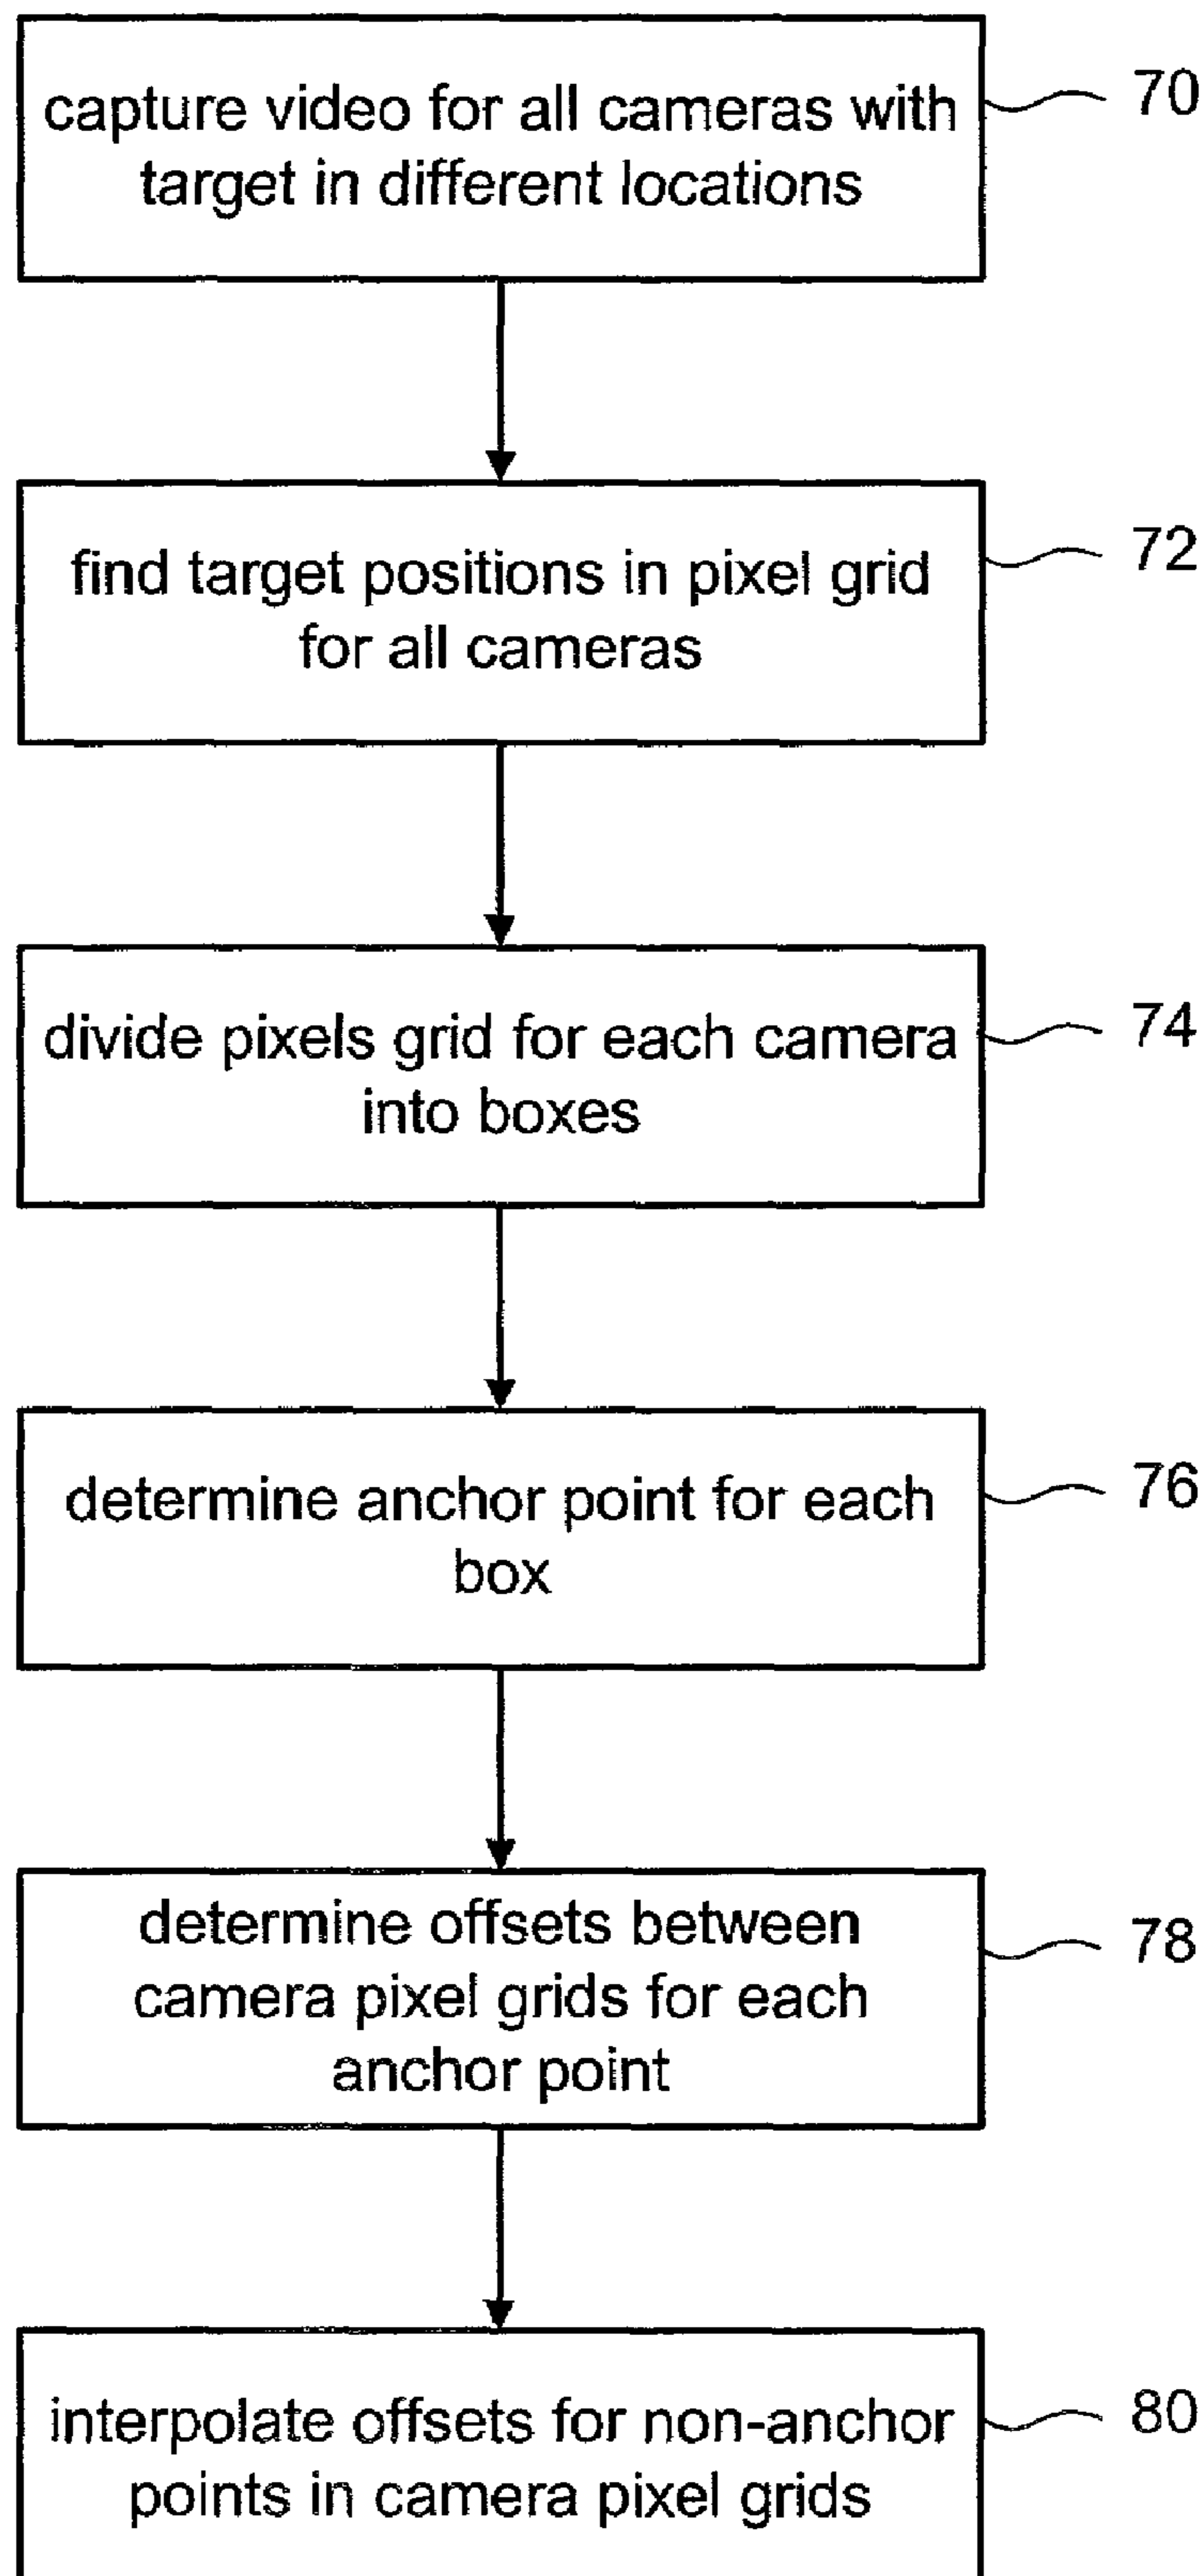 capture video for all cameras with
target in different locations
70
find target positions in pixel grid
for all cameras
72
divide pixels grid for each camera
into boxes
74
determine anchor point for each
box
76
determine offsets between
camera pixel grids for each
anchor point
78
interpolate offsets for non-anchor
points in camera pixel grids
80